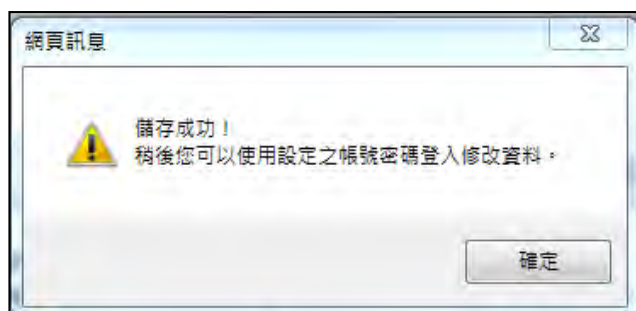 網頁訊息
儲存成功！
稍後您可以使用設定之帳號密碼登入修改資料。
確定